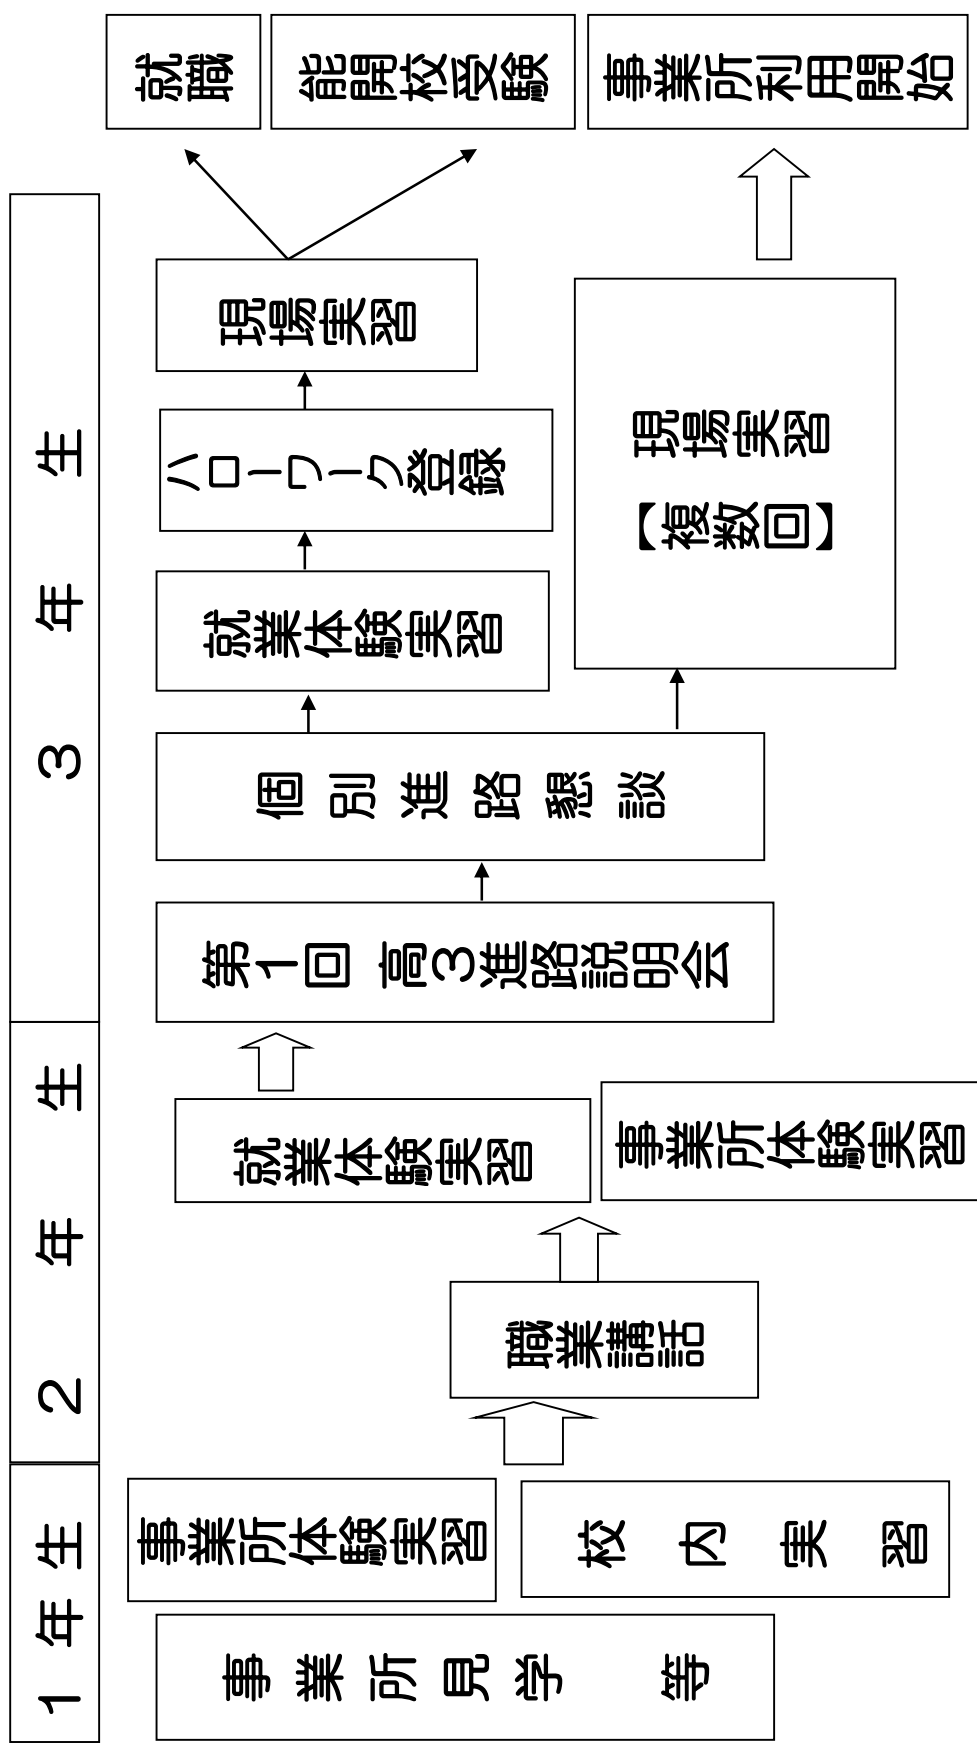 1年生
2年生
3年生
事業所見学　等
事業所体験実習
校内実習
職業講話
就業体験実習
事業所体験実習
第1回 高3進路説明会
個別進路懇談
就業体験実習
ハローワーク登録
現場実習
現場実習
【複数回】
就職
能開校受験
事業所利用開始